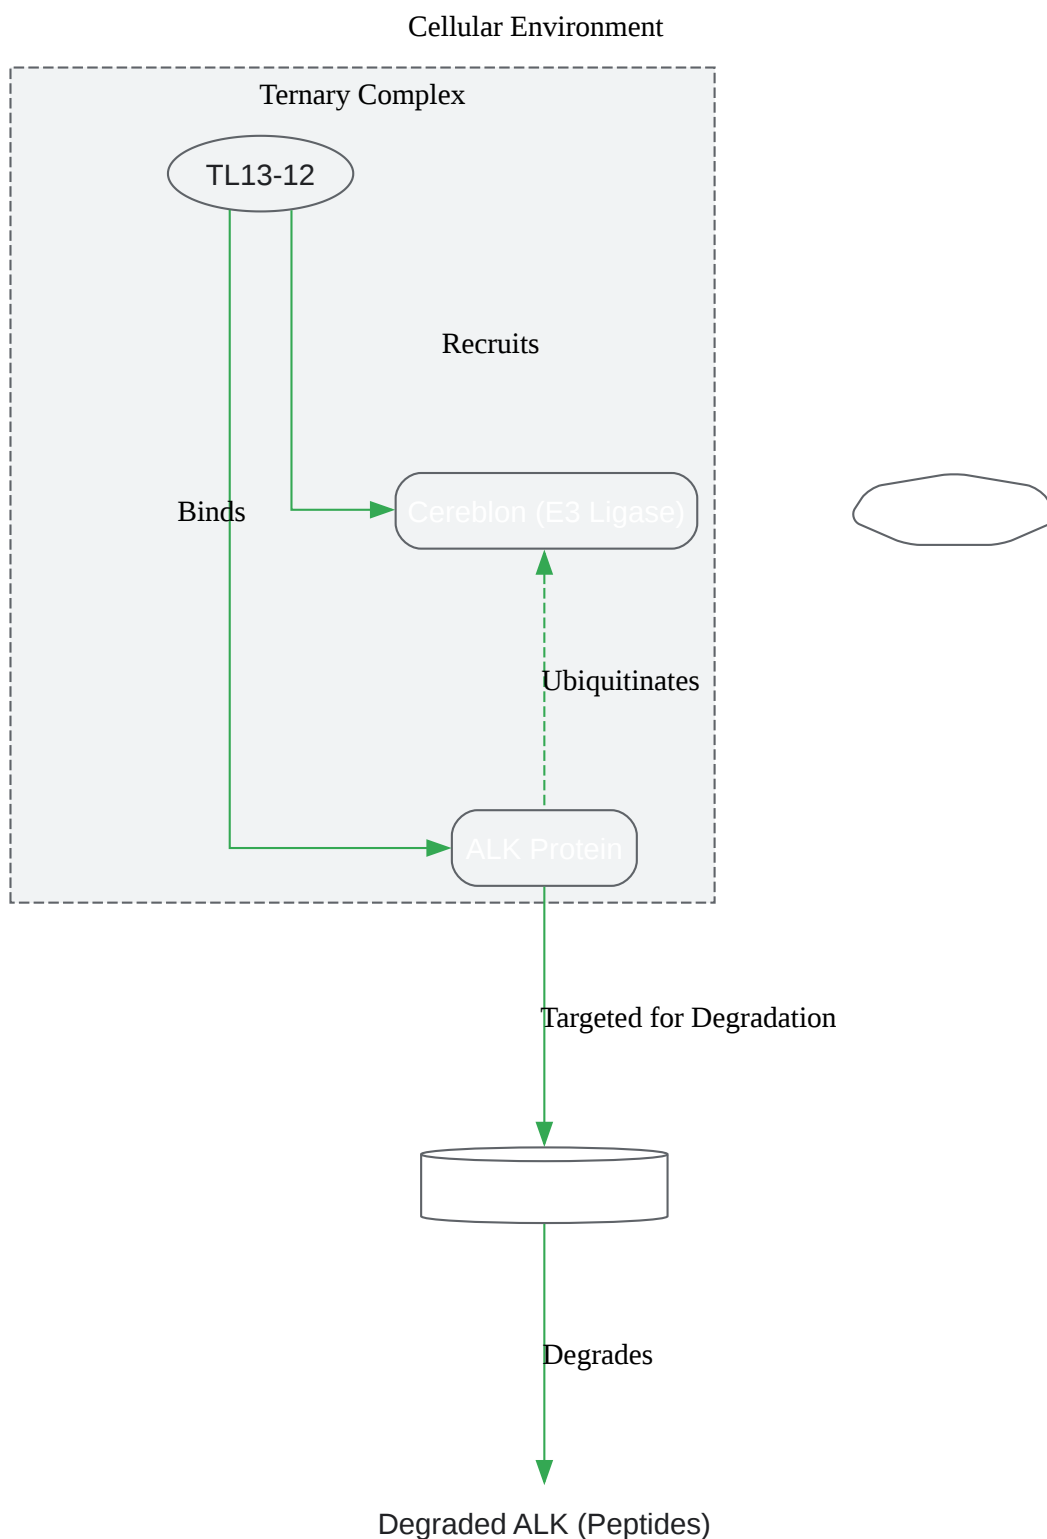 Cellular Environment
Ternary Complex
TL13-12
Recruits
Cereblon (E3 Ligase)
Binds
Ubiquitinates
ALK Protein
Targeted for Degradation
Degrades
Degraded ALK (Peptides)